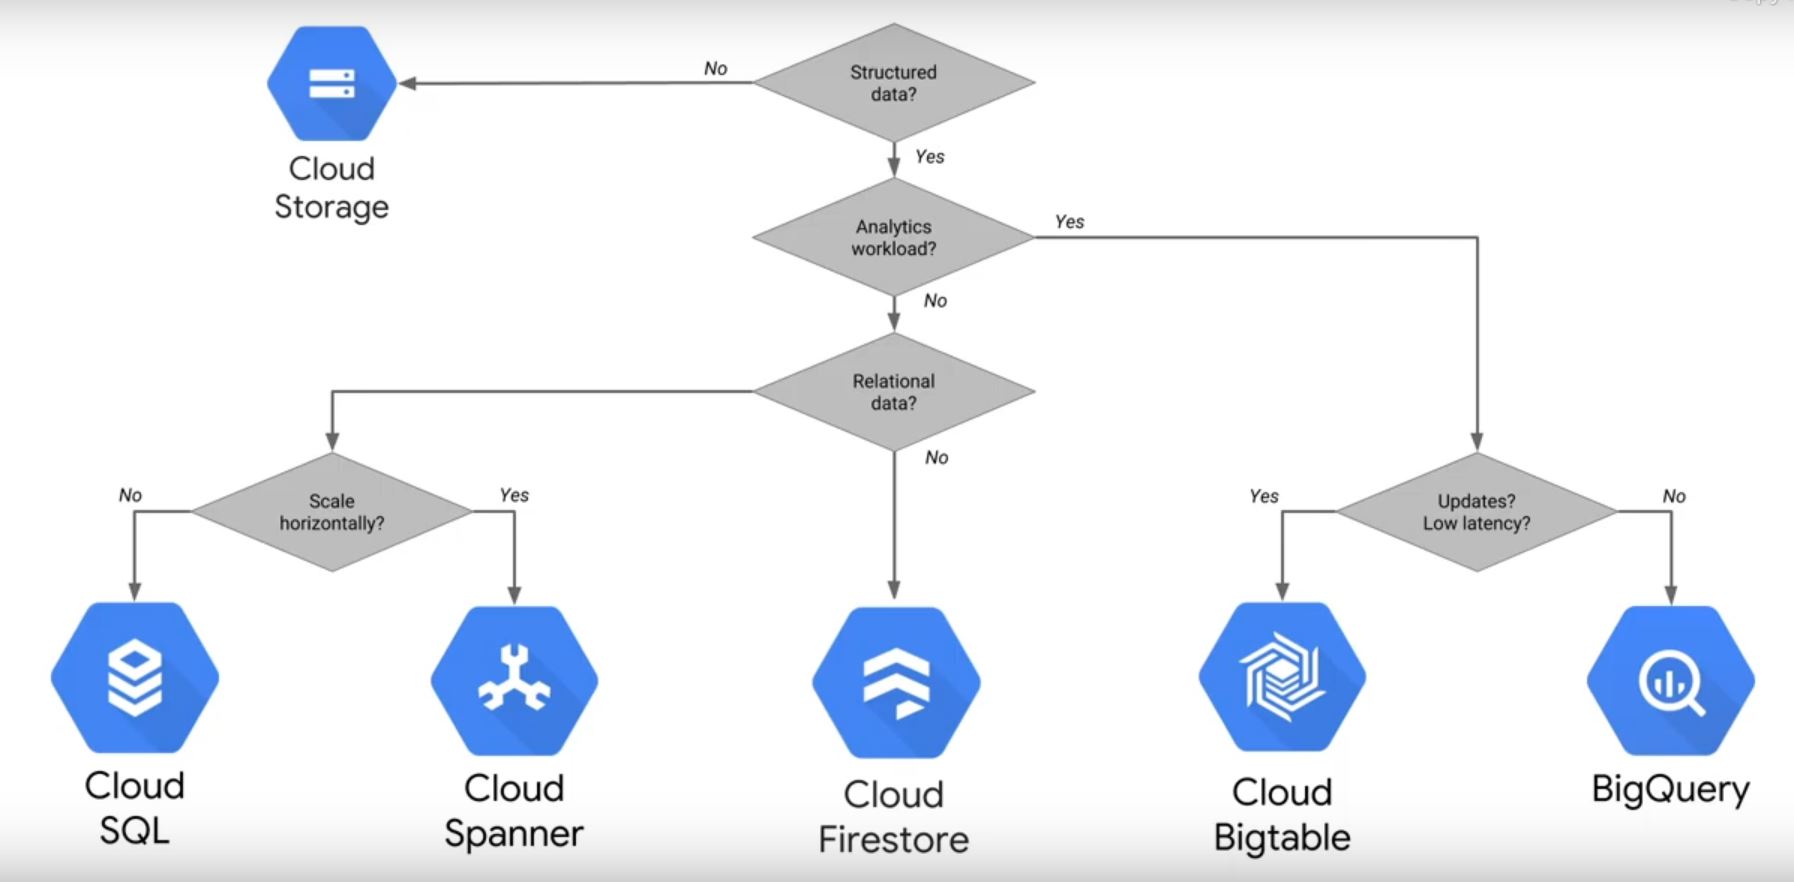 Structured
data?
No
Yes
Cloud
Storage
Analytics
workload?
Yes
No
Relational
data?
No
Scale
horizontally?
No
Yes
Updates?
Low latency?
Yes
No
Cloud
SQL
Cloud
Spanner
Cloud
Firestore
Cloud
Bigtable
BigQuery